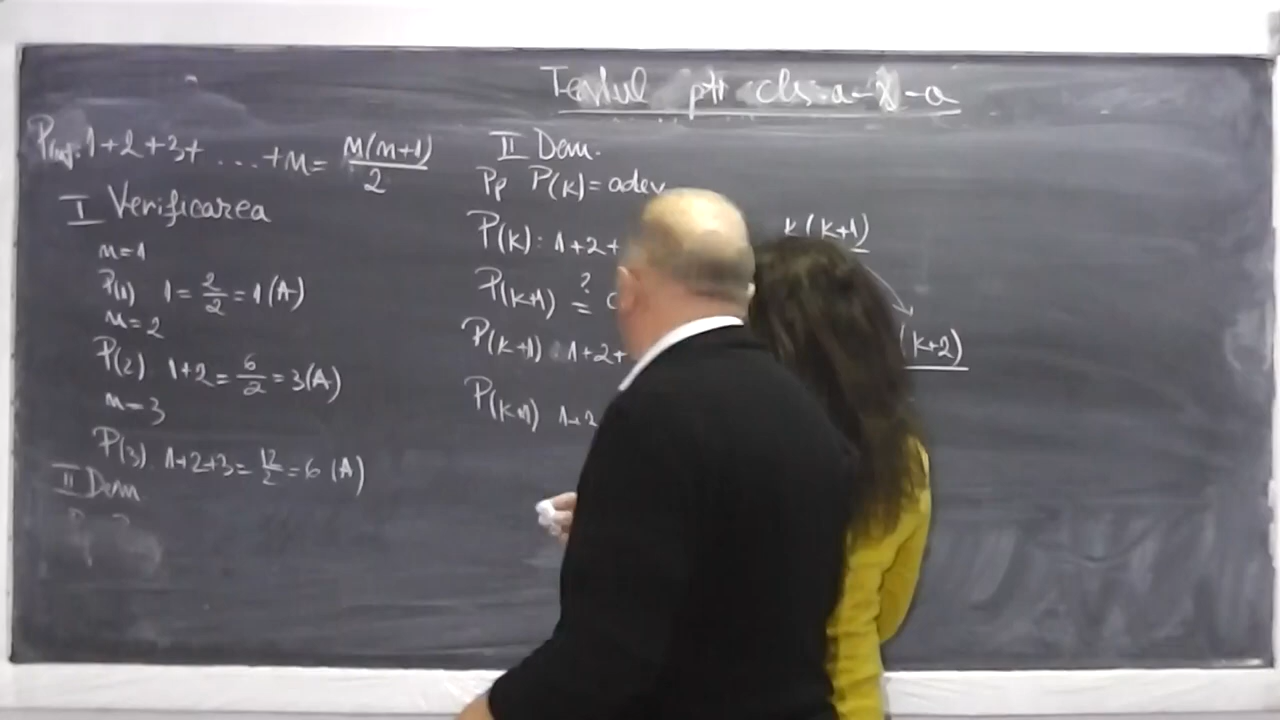 Testul ptr cls. a-X-a
P(m): 1+2+3+ .... +m = m(m+1)/2
I Verificarea
m=1
P(1) 1 = 2/2 = 1 (A)
m=2
P(2) 1+2 = 6/2 = 3 (A)
m=3
P(3) 1+2+3 = 12/2 = 6 (A)
II Dem
II Dem.
Pp P(k) = adev
P(k): 1+2+ k(k+1)
P(k+1) ?=
P(k+1) 1+2+ (k+2)
P(k+1) 1+2